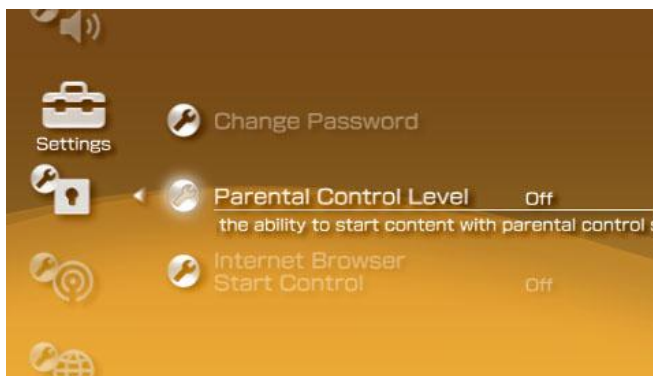 Settings
Change Password
Parental Control Level Off
the ability to start content with parental control
Internet Browser
Start Control Off